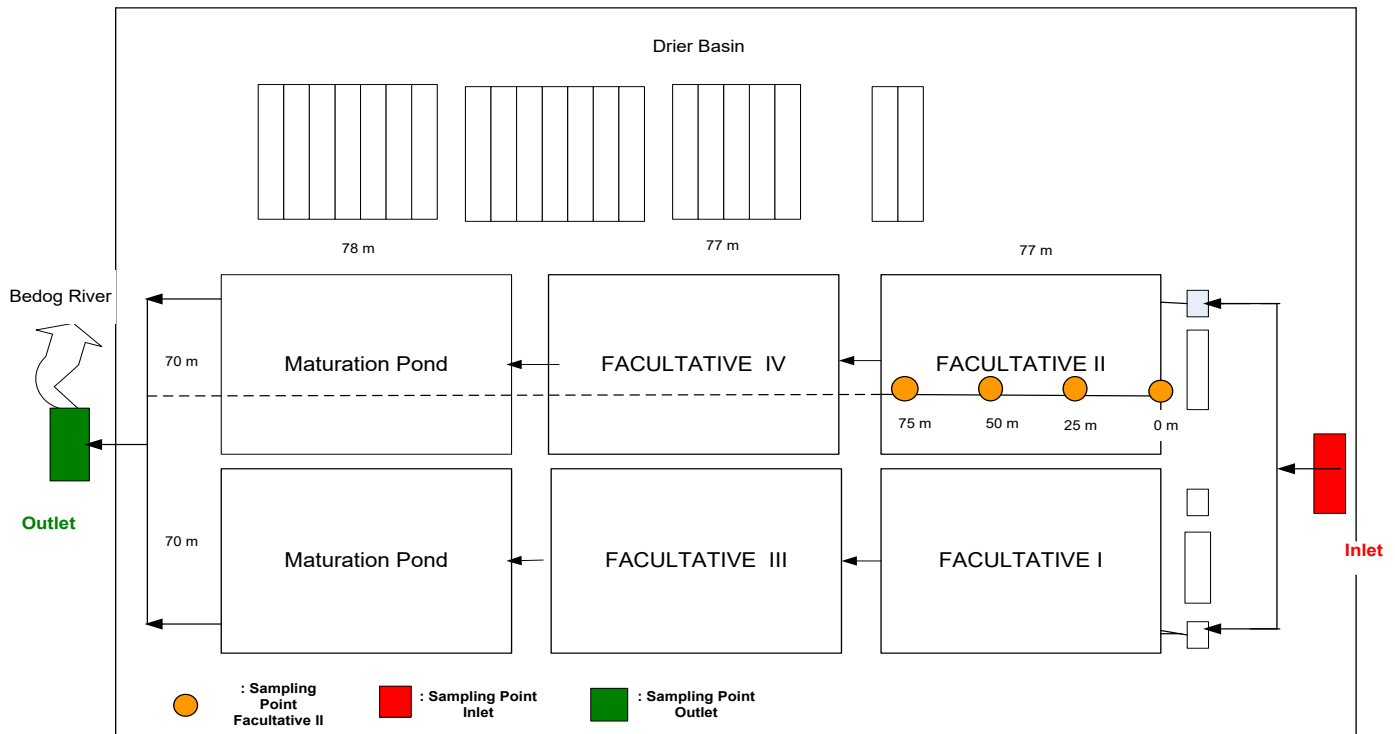 Drier Basin
78 m
77 m
77 m
Bedog River
70 m
Maturation Pond
FACULTATIVE IV
FACULTATIVE II
75 m
50 m
25 m
0 m
Outlet
70 m
Maturation Pond
FACULTATIVE III
FACULTATIVE I
Inlet
: Sampling
Point
Facultative II
: Sampling Point
Inlet
: Sampling Point
Outlet